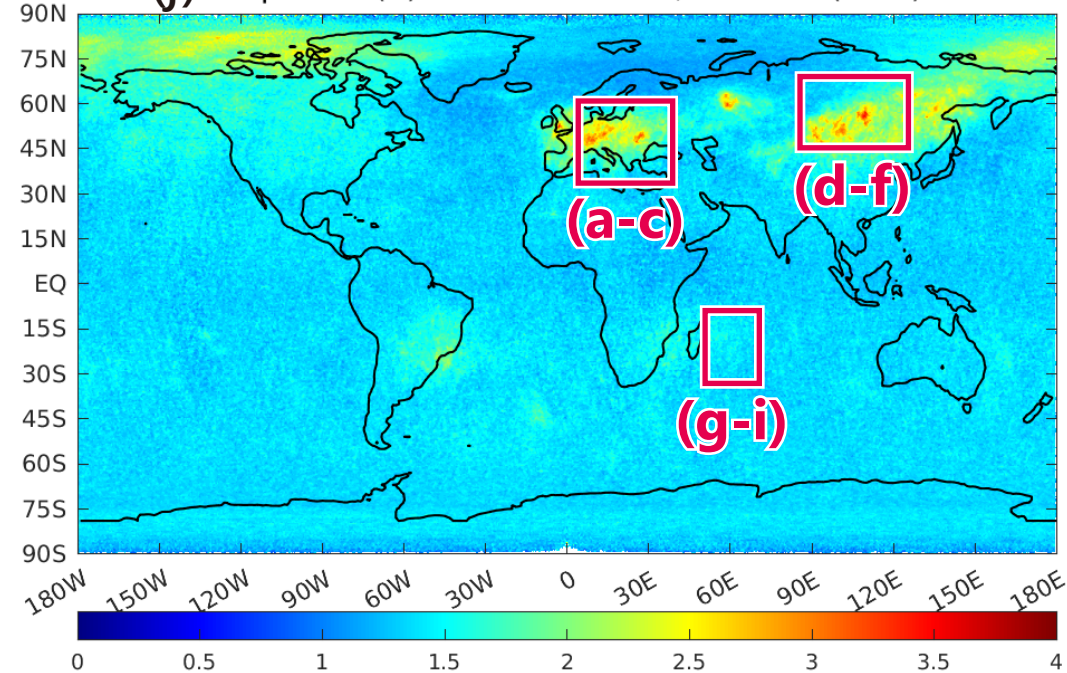 (j)
90N
75N
60N
45N
30N
15N
EQ
15S
30S
45S
60S
75S
90S
(a-c)
(d-f)
(g-i)
180W 150W 120W 90W 60W 30W 0 30E 60E 90E 120E 150E 180E
0 0.5 1 1.5 2 2.5 3 3.5 4